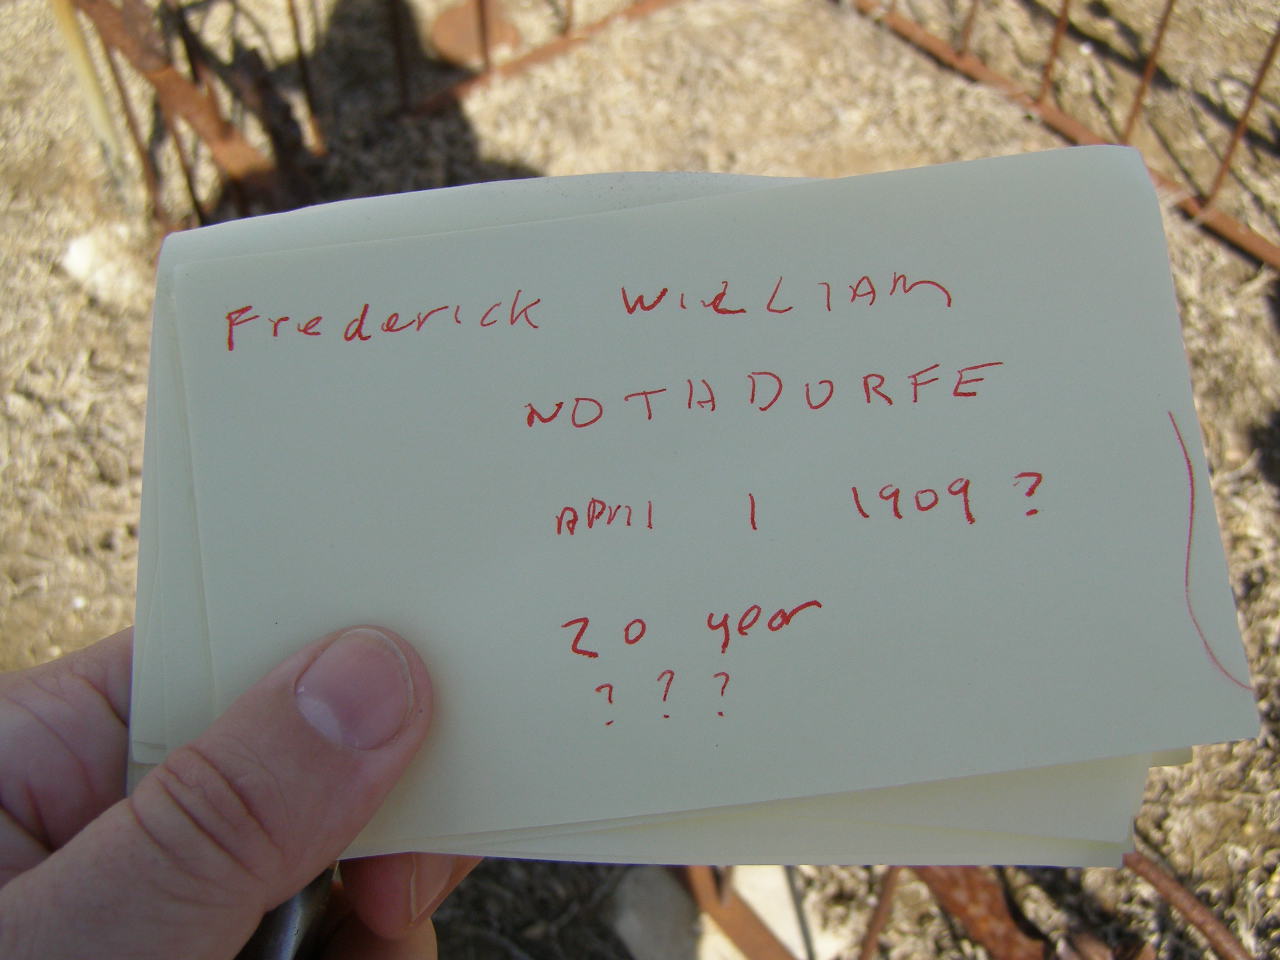 Frederick WILLIAM
NOTHDURFE
APRIl 1 1909 ?
20 year
? ? ?